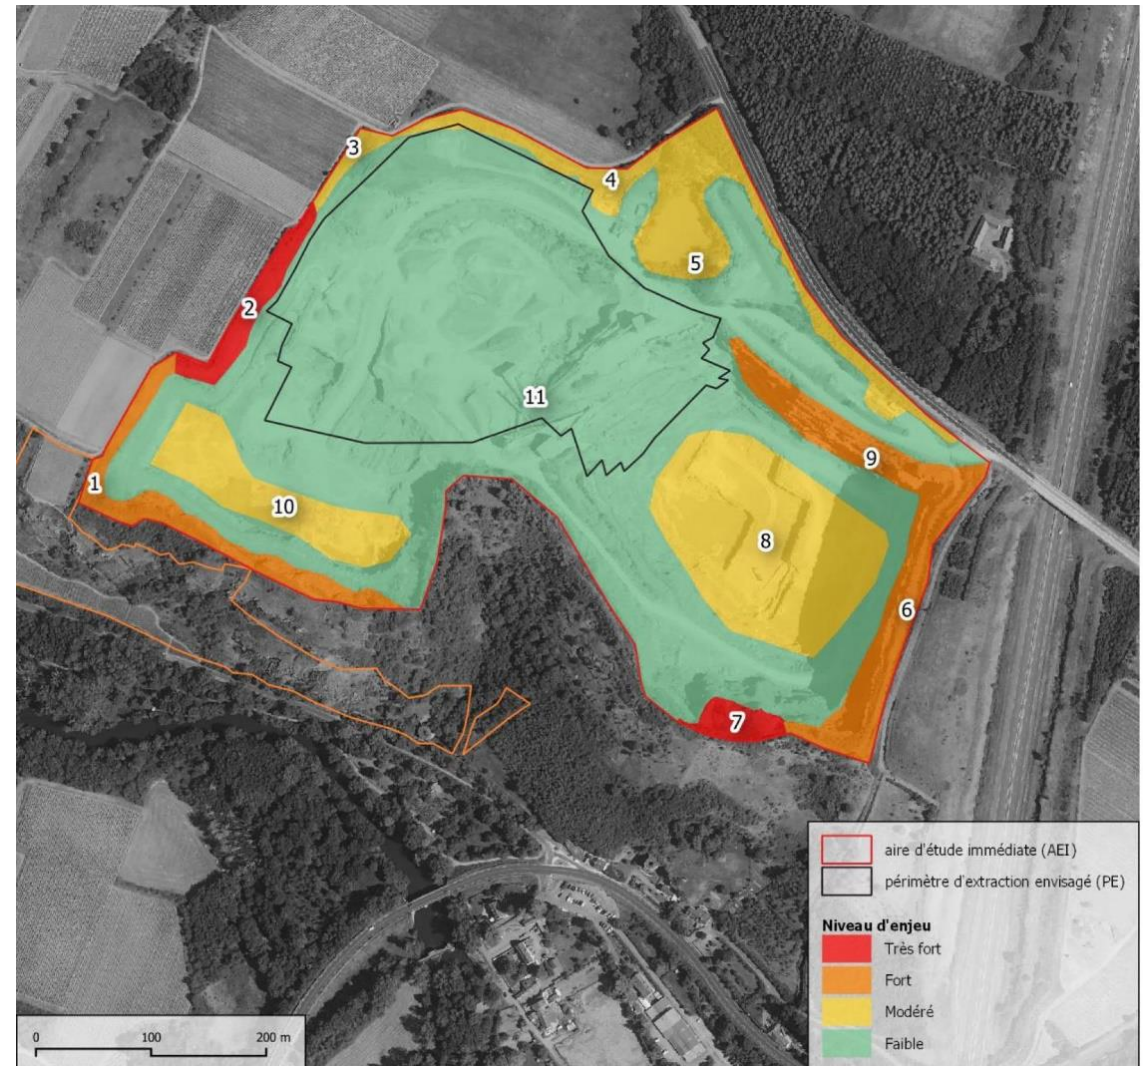 3
4
5
2
11
9
1
10
8
6
7
aire d'étude immédiate (AEI)
périmètre d'extraction envisagé (PE)
Niveau d'enjeu
Très fort
Fort
Modéré
Faible
0 100 200 m